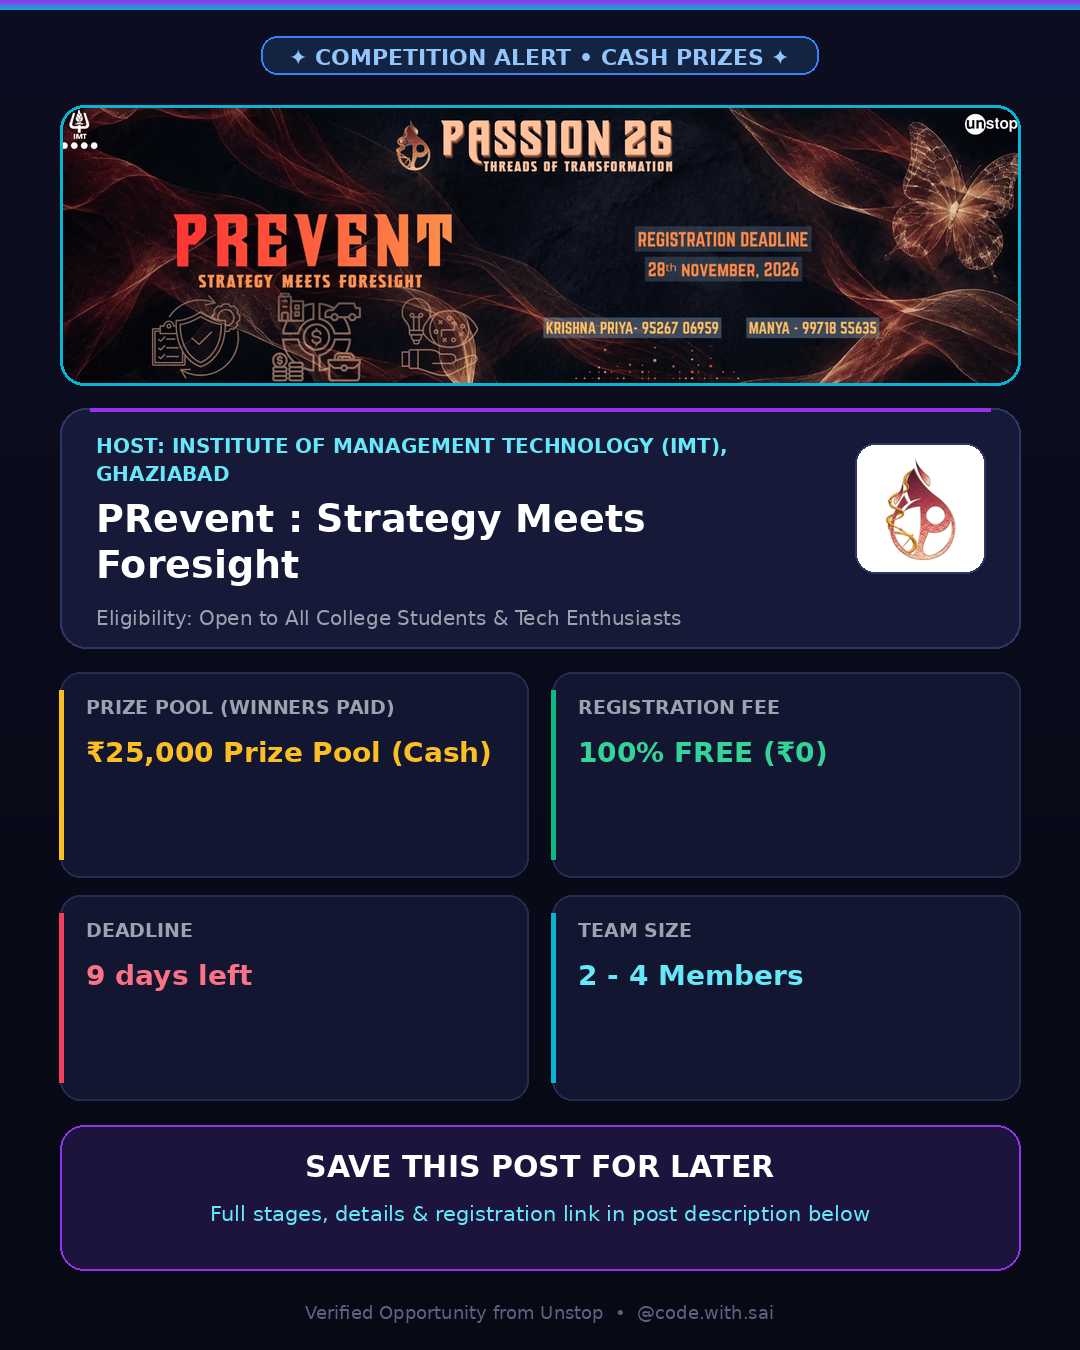 ✦ COMPETITION ALERT • CASH PRIZES ✦
IMT
unstop
PASSION 26
THREADS OF TRANSFORMATION
PREVENT
STRATEGY MEETS FORESIGHT
REGISTRATION DEADLINE
28th NOVEMBER, 2026
KRISHNA PRIYA- 95267 06959
MANYA - 99718 55635
HOST: INSTITUTE OF MANAGEMENT TECHNOLOGY (IMT),
GHAZIABAD
PRevent : Strategy Meets
Foresight
Eligibility: Open to All College Students & Tech Enthusiasts
PRIZE POOL (WINNERS PAID)
₹25,000 Prize Pool (Cash)
REGISTRATION FEE
100% FREE (₹0)
DEADLINE
9 days left
TEAM SIZE
2 - 4 Members
SAVE THIS POST FOR LATER
Full stages, details & registration link in post description below
Verified Opportunity from Unstop • @code.with.sai